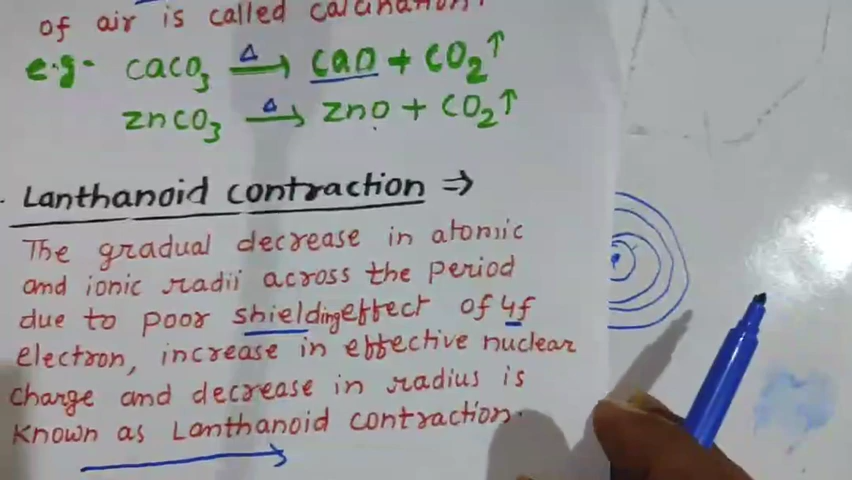 of air is called calcination.
e.g- CaCO₃ —Δ→ CaO + CO₂↑
ZnCO₃ —Δ→ ZnO + CO₂↑
Lanthanoid contraction ⇒
The gradual decrease in atomic
and ionic radii across the period
due to poor shielding effect of 4f
electron, increase in effective nuclear
charge and decrease in radius is
known as Lanthanoid contraction.